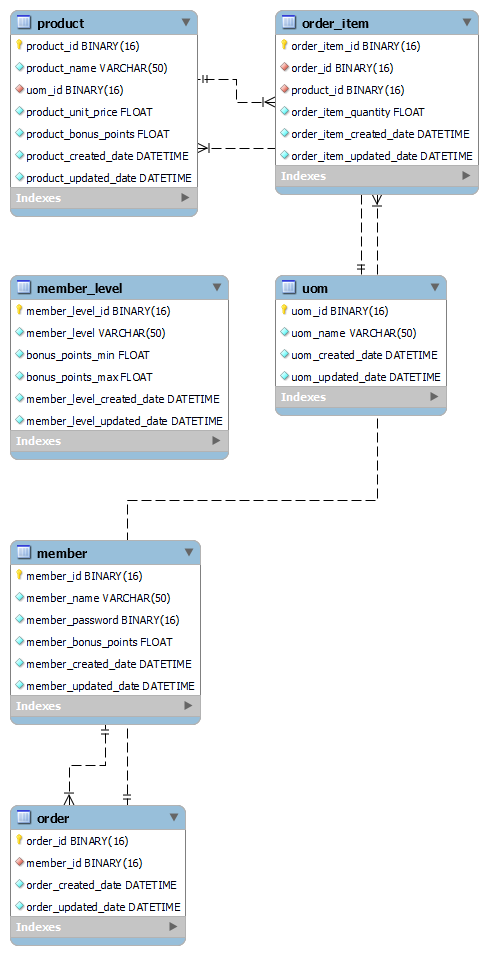 product
product_id BINARY(16)
product_name VARCHAR(50)
uom_id BINARY(16)
product_unit_price FLOAT
product_bonus_points FLOAT
product_created_date DATETIME
product_updated_date DATETIME
Indexes
order_item
order_item_id BINARY(16)
order_id BINARY(16)
product_id BINARY(16)
order_item_quantity FLOAT
order_item_created_date DATETIME
order_item_updated_date DATETIME
Indexes
member_level
member_level_id BINARY(16)
member_level VARCHAR(50)
bonus_points_min FLOAT
bonus_points_max FLOAT
member_level_created_date DATETIME
member_level_updated_date DATETIME
Indexes
uom
uom_id BINARY(16)
uom_name VARCHAR(50)
uom_created_date DATETIME
uom_updated_date DATETIME
Indexes
member
member_id BINARY(16)
member_name VARCHAR(50)
member_password BINARY(16)
member_bonus_points FLOAT
member_created_date DATETIME
member_updated_date DATETIME
Indexes
order
order_id BINARY(16)
member_id BINARY(16)
order_created_date DATETIME
order_updated_date DATETIME
Indexes